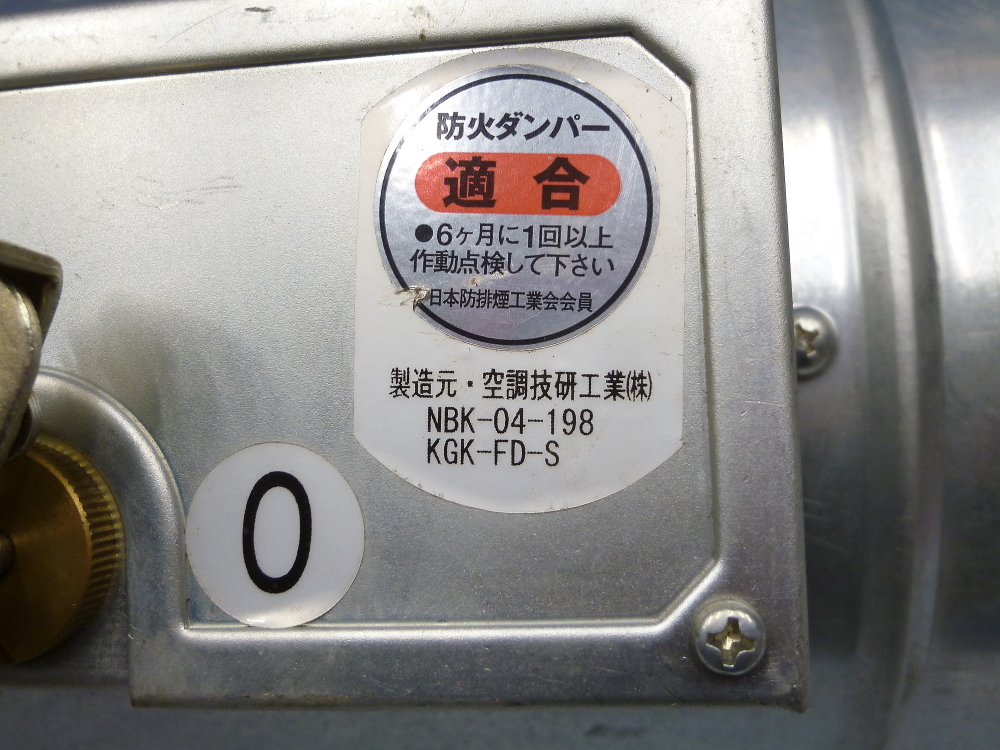 防火ダンパー
適合
●6ヶ月に1回以上
作動点検して下さい
日本防排煙工業会会員
製造元・空調技研工業㈱
NBK-04-198
KGK-FD-S
0